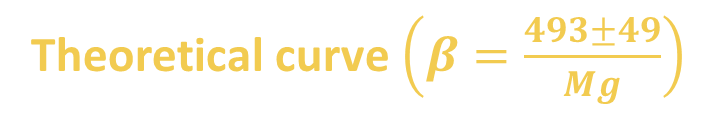 Theoretical curve (β = 493±49 / Mg)